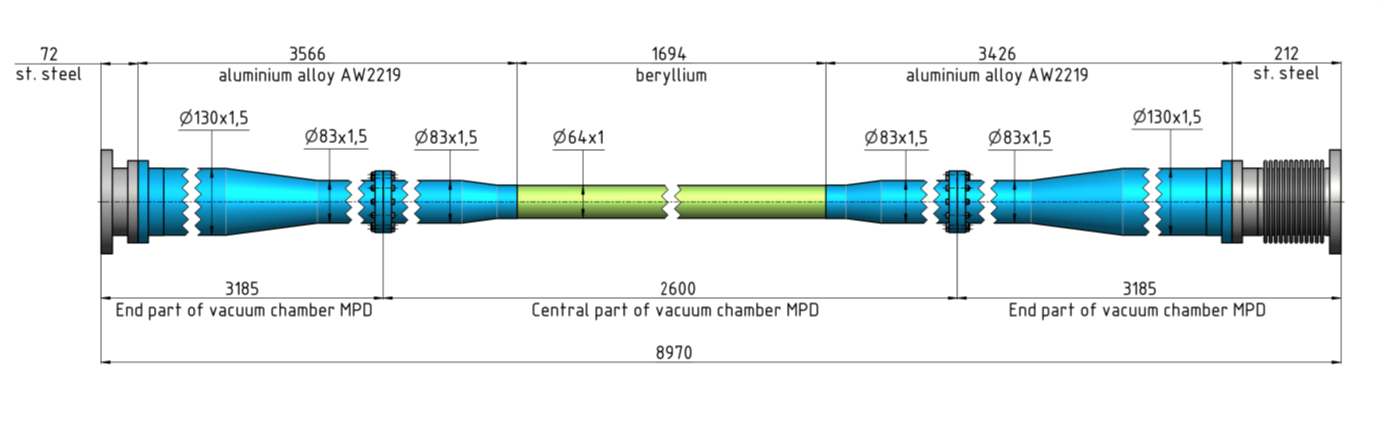 72
st. steel
3566
aluminium alloy AW2219
1694
beryllium
3426
aluminium alloy AW2219
212
st. steel
Ø130x1,5
Ø83x1,5
Ø83x1,5
Ø64x1
Ø83x1,5
Ø83x1,5
Ø130x1,5
3185
End part of vacuum chamber MPD
2600
Central part of vacuum chamber MPD
3185
End part of vacuum chamber MPD
8970